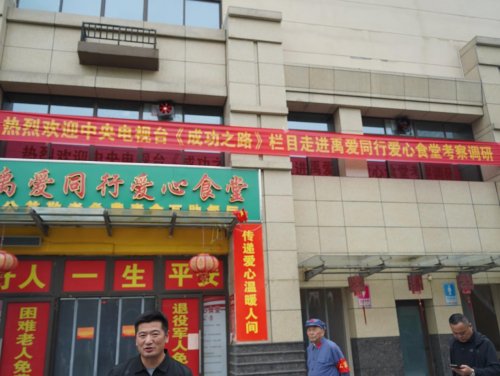 热烈欢迎中央电视台《成功之路》栏目走进禹爱同行爱心食堂考察调研
禹爱同行爱心食堂
好人一生平安
传递爱心温暖人间
困难老人免
退役军人免